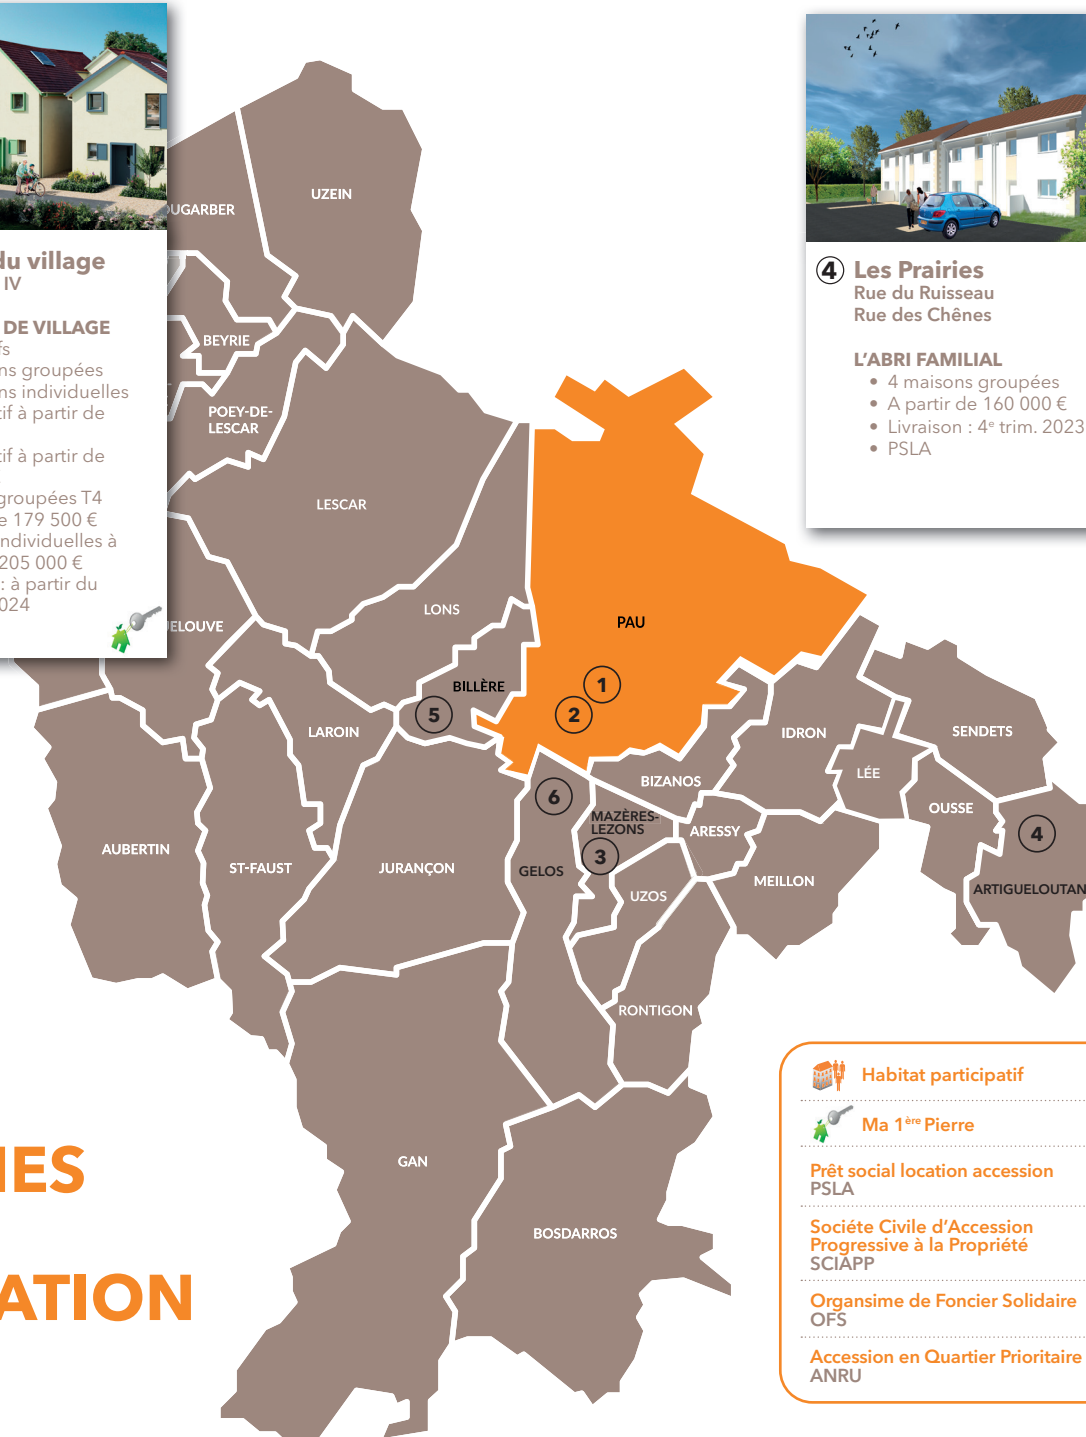 du village
IV
DE VILLAGE
fs
ns groupées
ns individuelles
tif à partir de
tif à partir de
groupées T4
e 179 500 €
individuelles à
205 000 €
: à partir du
024
4 Les Prairies
Rue du Ruisseau
Rue des Chênes
L'ABRI FAMILIAL
• 4 maisons groupées
• A partir de 160 000 €
• Livraison : 4e trim. 2023
• PSLA
UGARBER
UZEIN
BEYRIE
POEY-DE-
LESCAR
LESCAR
ELOUVE
LONS
PAU
BILLÈRE
1
2
5
LAROIN
IDRON
SENDETS
LÉE
BIZANOS
6
OUSSE
MAZÈRES-
LEZONS
ARESSY
4
3
AUBERTIN
ST-FAUST
JURANÇON
GELOS
MEILLON
ARTIGUELOUTAN
UZOS
RONTIGON
GAN
BOSDARROS
IES
ATION
Habitat participatif
Ma 1ère Pierre
Prêt social location accession
PSLA
Sociéte Civile d'Accession
Progressive à la Propriété
SCIAPP
Organsime de Foncier Solidaire
OFS
Accession en Quartier Prioritaire
ANRU